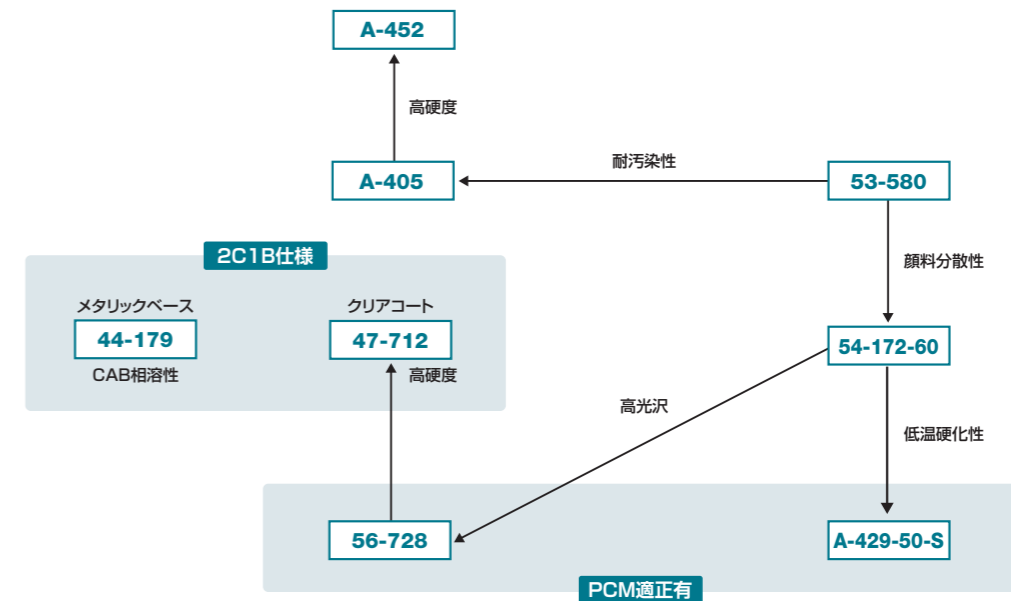 A-452
高硬度
耐汚染性
A-405
53-580
2C1B仕様
顔料分散性
メタリックベース
クリアコート
44-179
47-712
54-172-60
CAB相溶性
高硬度
高光沢
低温硬化性
56-728
A-429-50-S
PCM適正有